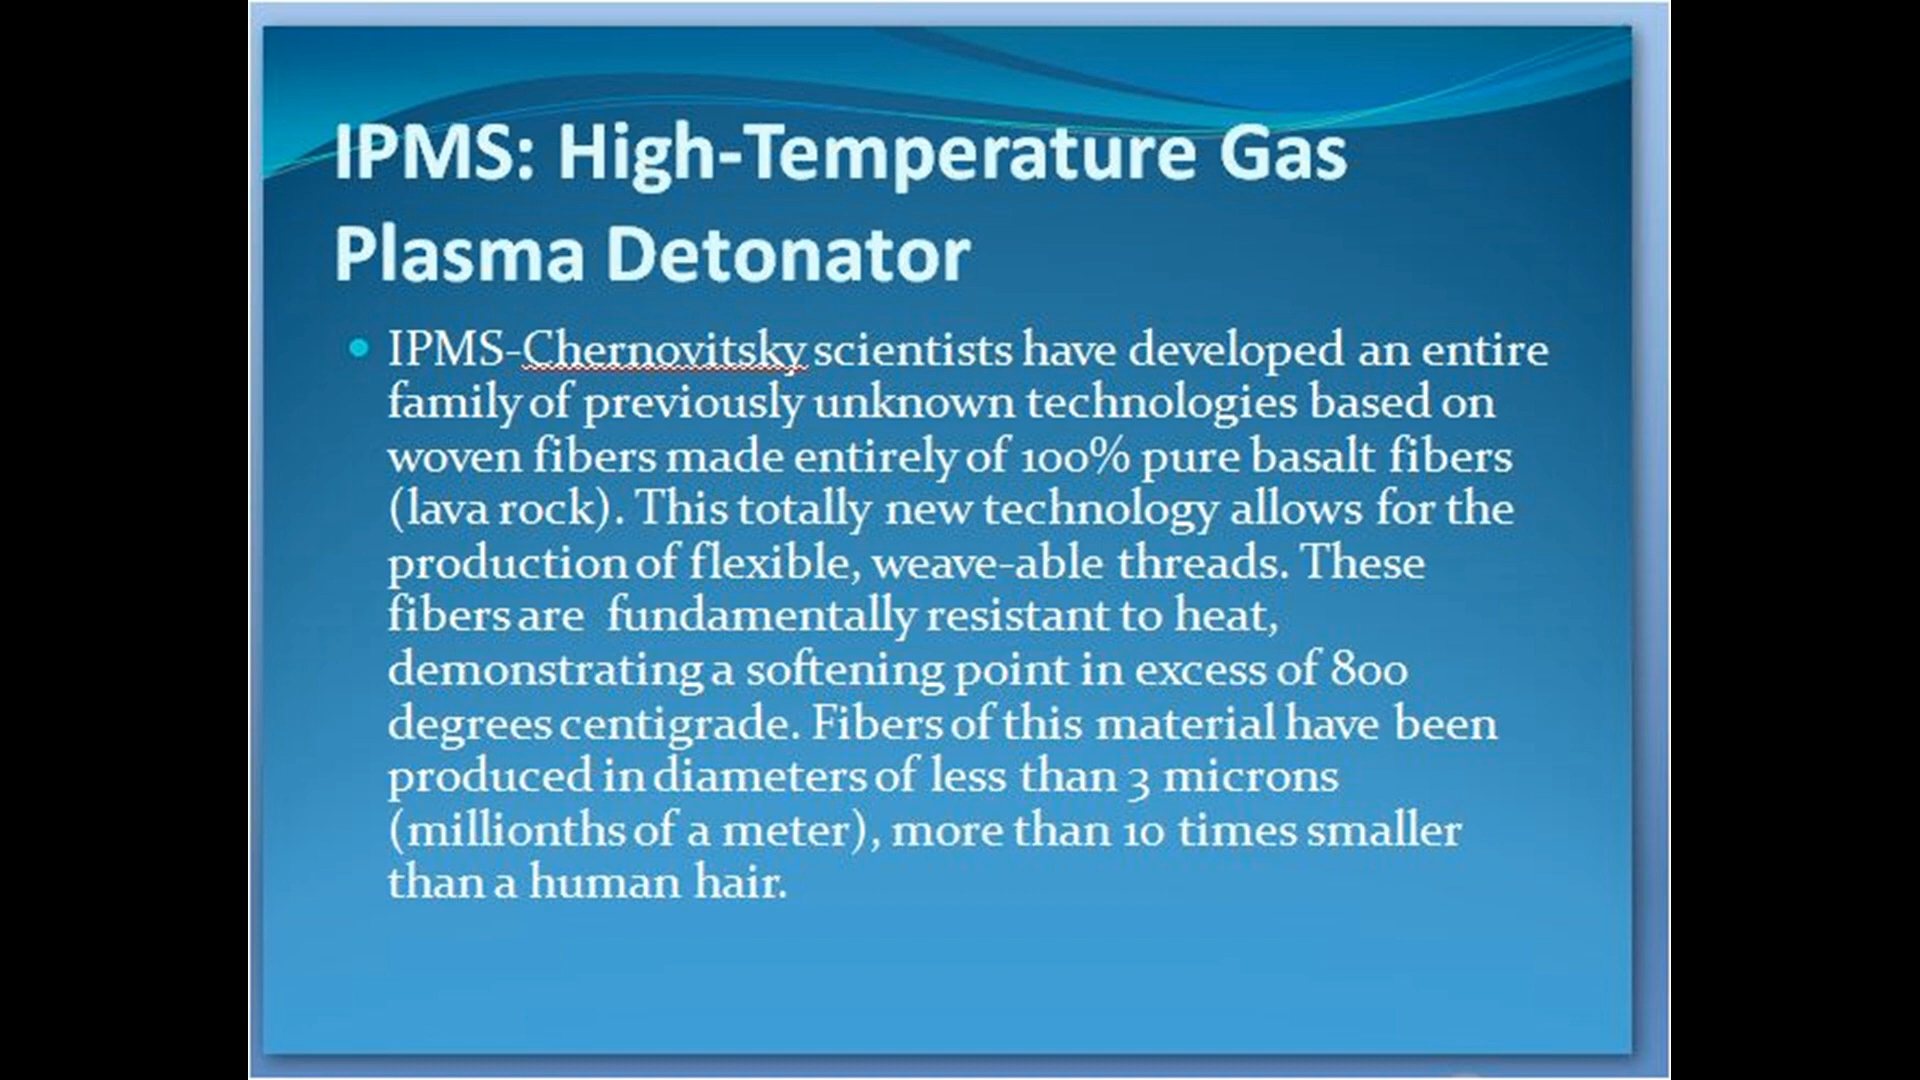 IPMS: High-Temperature Gas
Plasma Detonator
• IPMS-Chernovitsky scientists have developed an entire
family of previously unknown technologies based on
woven fibers made entirely of 100% pure basalt fibers
(lava rock). This totally new technology allows for the
production of flexible, weave-able threads. These
fibers are fundamentally resistant to heat,
demonstrating a softening point in excess of 800
degrees centigrade. Fibers of this material have been
produced in diameters of less than 3 microns
(millionths of a meter), more than 10 times smaller
than a human hair.